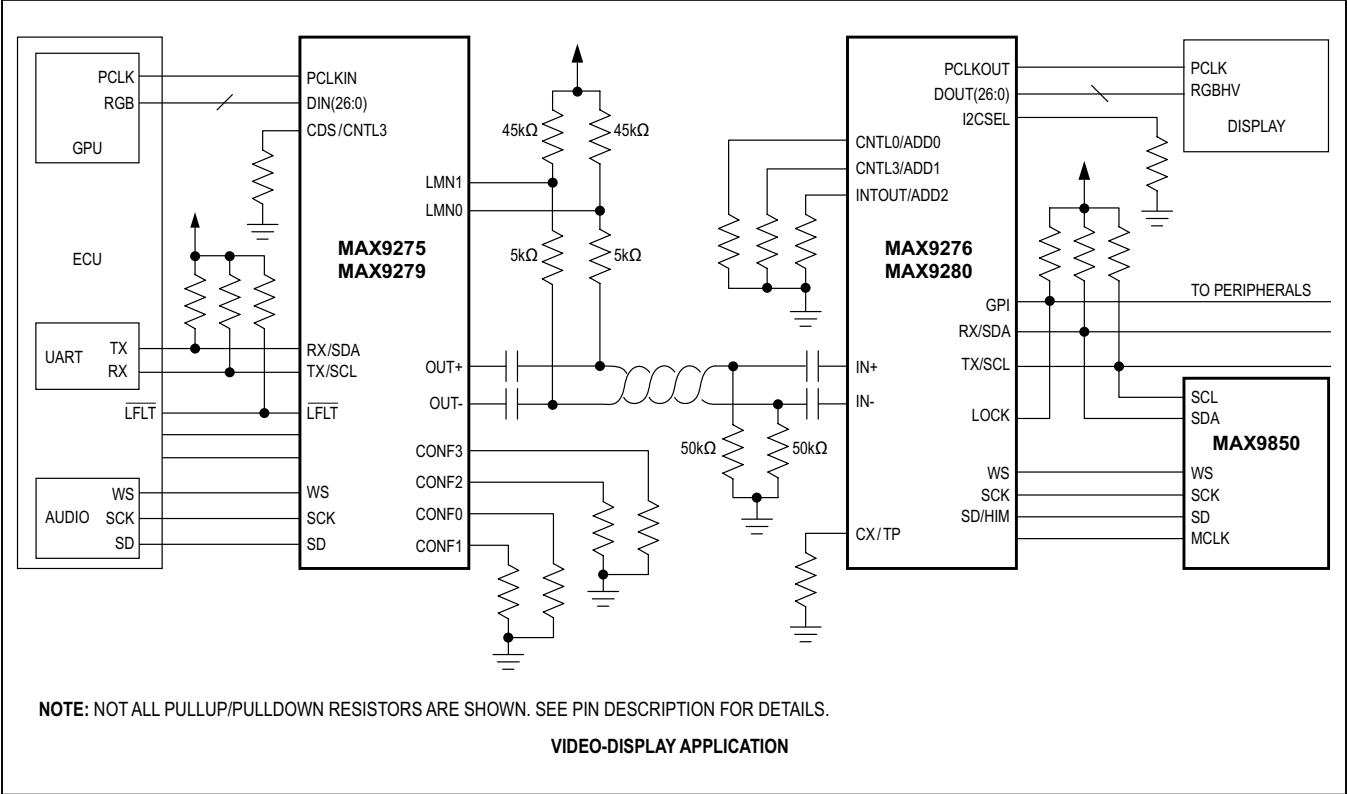 PCLK
RGB
GPU
ECU
UART
TX
RX
LFLT
AUDIO
WS
SCK
SD
PCLKIN
DIN(26:0)
CDS/CNTL3
MAX9275
MAX9279
RX/SDA
TX/SCL
LFLT
WS
SCK
SD
LMN1
LMN0
OUT+
OUT-
CONF3
CONF2
CONF0
CONF1
45kΩ
45kΩ
5kΩ
5kΩ
50kΩ
50kΩ
CNTL0/ADD0
CNTL3/ADD1
INTOUT/ADD2
MAX9276
MAX9280
IN+
IN-
CX/TP
PCLKOUT
DOUT(26:0)
I2CSEL
GPI
RX/SDA
TX/SCL
LOCK
WS
SCK
SD/HIM
PCLK
RGBHV
DISPLAY
TO PERIPHERALS
SCL
SDA
MAX9850
WS
SCK
SD
MCLK
NOTE: NOT ALL PULLUP/PULLDOWN RESISTORS ARE SHOWN. SEE PIN DESCRIPTION FOR DETAILS.
VIDEO-DISPLAY APPLICATION